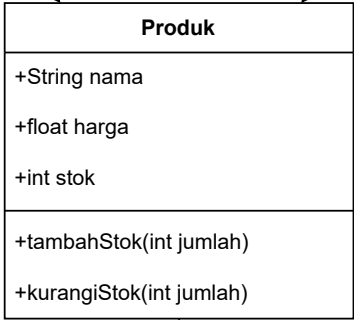 Produk
+String nama
+float harga
+int stok
+tambahStok(int jumlah)
+kurangiStok(int jumlah)